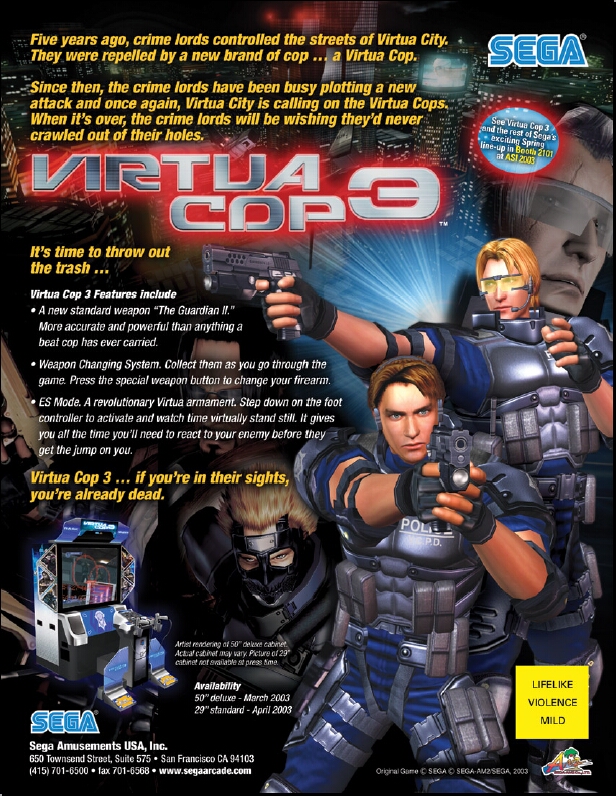 Five years ago, crime lords controlled the streets of Virtua City.
They were repelled by a new brand of cop ... a Virtua Cop.
SEGA®
Since then, the crime lords have been busy plotting a new
attack and once again, Virtua City is calling on the Virtua Cops.
When it's over, the crime lords will be wishing they'd never
crawled out of their holes.
See Virtua Cop 3
and the rest of Sega's
exciting Spring
line-up in Booth 2101
at ASI 2003
VIRTUA
COP 3™
It's time to throw out
the trash ...
Virtua Cop 3 Features include
• A new standard weapon "The Guardian II."
More accurate and powerful than anything a
beat cop has ever carried.
• Weapon Changing System. Collect them as you go through the
game. Press the special weapon button to change your firearm.
• ES Mode. A revolutionary Virtua armament. Step down on the foot
controller to activate and watch time virtually stand still. It gives
you all the time you'll need to react to your enemy before they
get the jump on you.
Virtua Cop 3 ... if you're in their sights,
you're already dead.
POLICE
VIRTUA
COP 3
Artist rendering of 50" deluxe cabinet.
Actual cabinet may vary. Picture of 29"
cabinet not available at press time.
Availability
50" deluxe - March 2003
29" standard - April 2003
LIFELIKE
VIOLENCE
MILD
SEGA®
Sega Amusements USA, Inc.
650 Townsend Street, Suite 575 • San Francisco CA 94103
(415) 701-6500 • fax 701-6568 • www.segaarcade.com
Original Game © SEGA © SEGA-AM2/SEGA, 2003